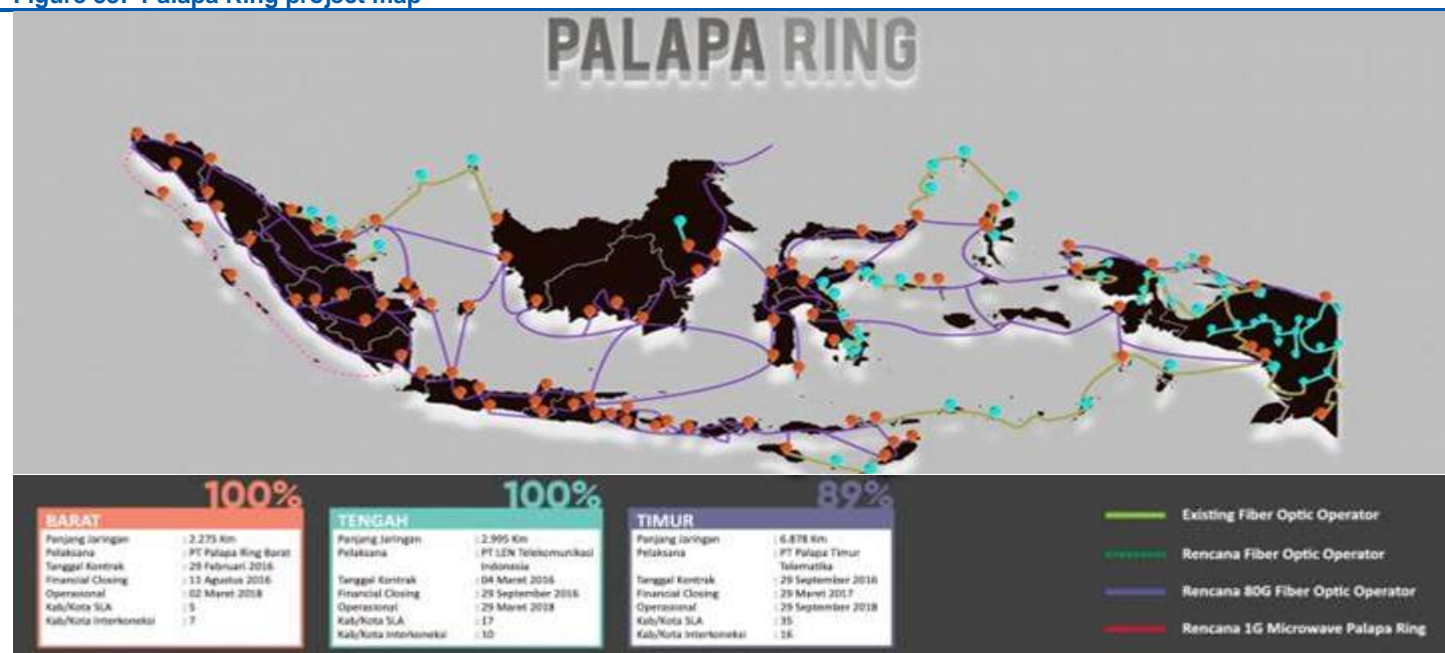 Palapa Ring project map
PALAPA RING
100%
BARAT
Panjang Jaringan : 2.275 Km
Pelaksana : PT Palapa Ring Barat
Tanggal Kontrak : 29 Februari 2016
Financial Closing : 11 Agustus 2016
Operasional : 02 Maret 2018
Kab/Kota SLA : 5
Kab/Kota Interkoneksi : 7
100%
TENGAH
Panjang Jaringan : 2.995 Km
Pelaksana : PT LEN Telekomunikasi
Indonesia
Tanggal Kontrak : 04 Maret 2016
Financial Closing : 29 September 2016
Operasional : 29 Maret 2018
Kab/Kota SLA : 17
Kab/Kota Interkoneksi : 10
89%
TIMUR
Panjang Jaringan : 6.878 Km
Pelaksana : PT Palapa Timur
Telematika
Tanggal Kontrak : 29 September 2016
Financial Closing : 29 Maret 2017
Operasional : 29 September 2018
Kab/Kota SLA : 35
Kab/Kota Interkoneksi : 16
Existing Fiber Optic Operator
Rencana Fiber Optic Operator
Rencana 80G Fiber Optic Operator
Rencana 1G Microwave Palapa Ring